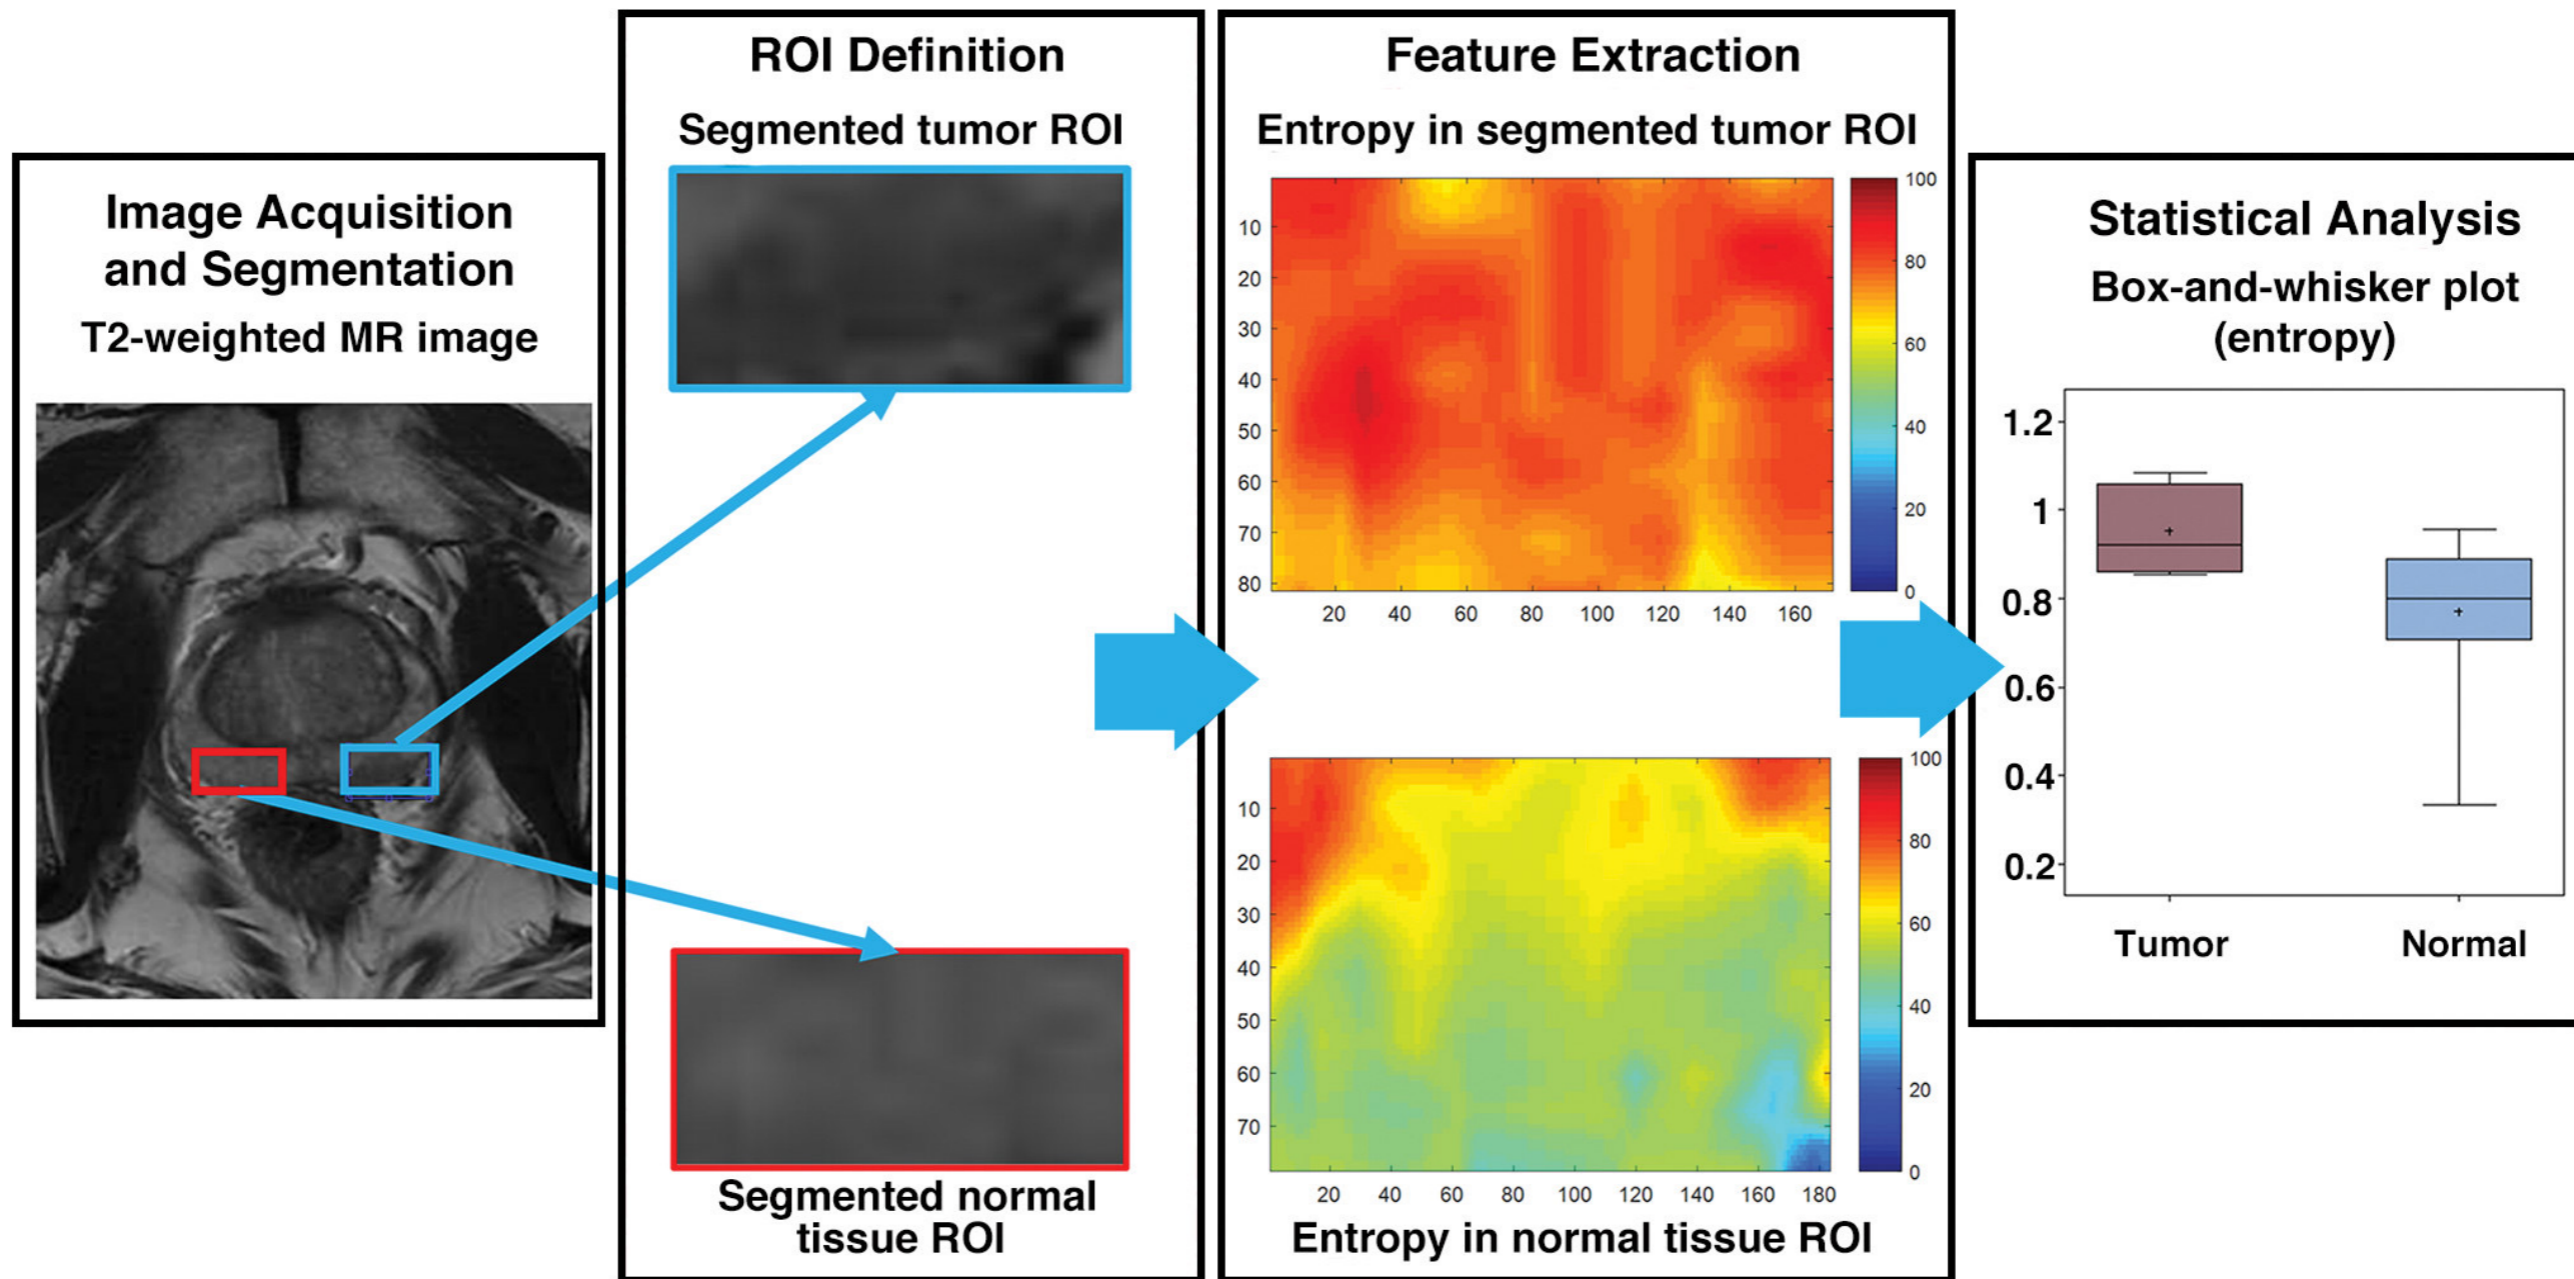 Image Acquisition
and Segmentation
T2-weighted MR image
ROI Definition
Segmented tumor ROI
Segmented normal
tissue ROI
Feature Extraction
Entropy in segmented tumor ROI
10
20
30
40
50
60
70
80
20 40 60 80 100 120 140 160
100
80
60
40
20
0
10
20
30
40
50
60
70
20 40 60 80 100 120 140 160 180
100
80
60
40
20
0
Entropy in normal tissue ROI
Statistical Analysis
Box-and-whisker plot
(entropy)
1.2
1
0.8
0.6
0.4
0.2
Tumor Normal